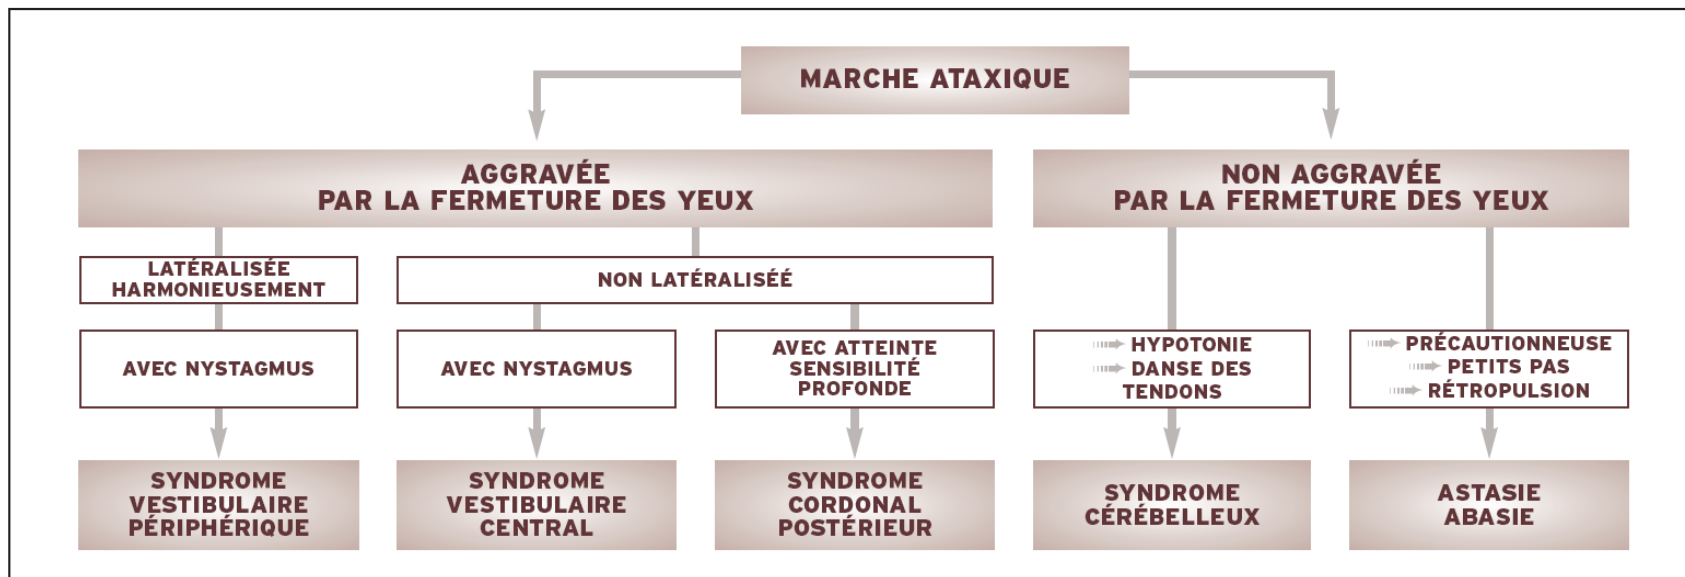 MARCHE ATAXIQUE
AGGRAVÉE
PAR LA FERMETURE DES YEUX
NON AGGRAVÉE
PAR LA FERMETURE DES YEUX
LATÉRALISÉE
HARMONIEUSEMENT
NON LATÉRALISÉÉ
AVEC NYSTAGMUS
AVEC NYSTAGMUS
AVEC ATTEINTE
SENSIBILITÉ
PROFONDE
HYPOTONIE
DANSE DES
TENDONS
PRÉCAUTIONNEUSE
PETITS PAS
RÉTROPULSION
SYNDROME
VESTIBULAIRE
PÉRIPHÉRIQUE
SYNDROME
VESTIBULAIRE
CENTRAL
SYNDROME
CORDONAL
POSTÉRIEUR
SYNDROME
CÉRÉBELLEUX
ASTASIE
ABASIE